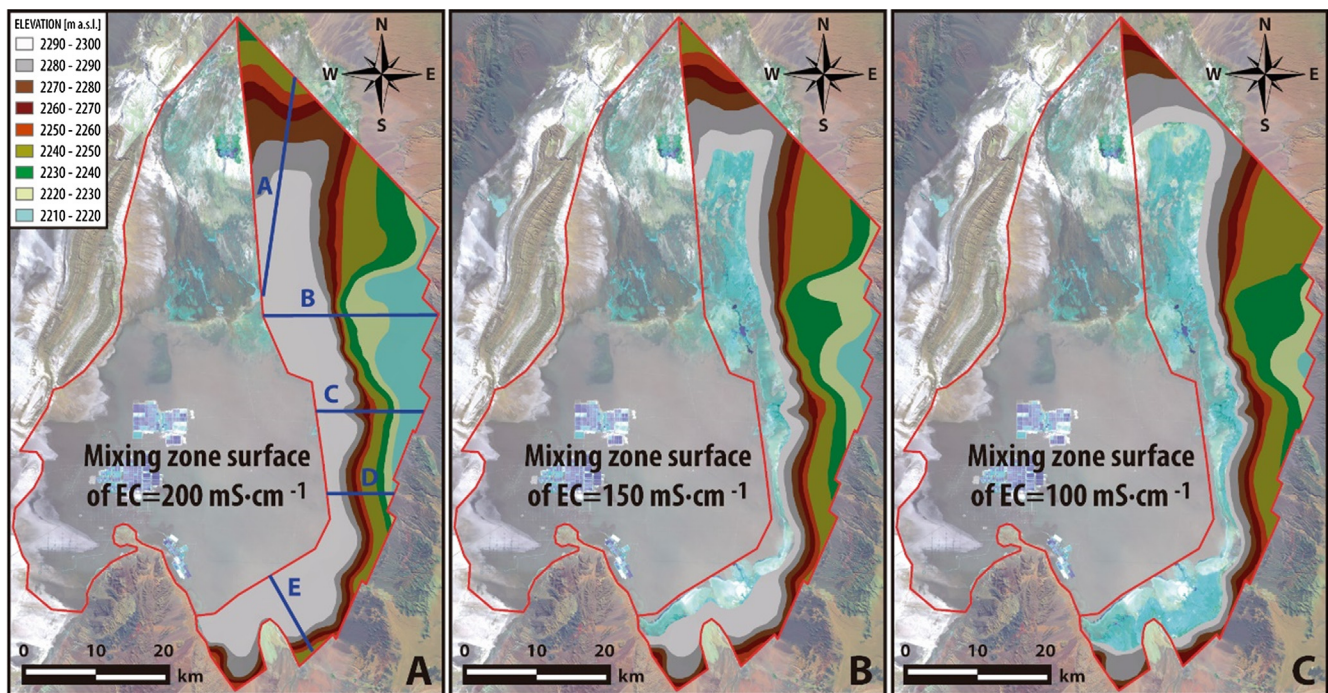 ELEVATION [m a.s.l.]
2290 - 2300
2280 - 2290
2270 - 2280
2260 - 2270
2250 - 2260
2240 - 2250
2230 - 2240
2220 - 2230
2210 - 2220
N
W E
S
A
B
C
D
E
Mixing zone surface
of EC=200 mS·cm -1
0 10 20
km
A
N
W E
S
Mixing zone surface
of EC=150 mS·cm -1
0 10 20
km
B
N
W E
S
Mixing zone surface
of EC=100 mS·cm -1
0 10 20
km
C